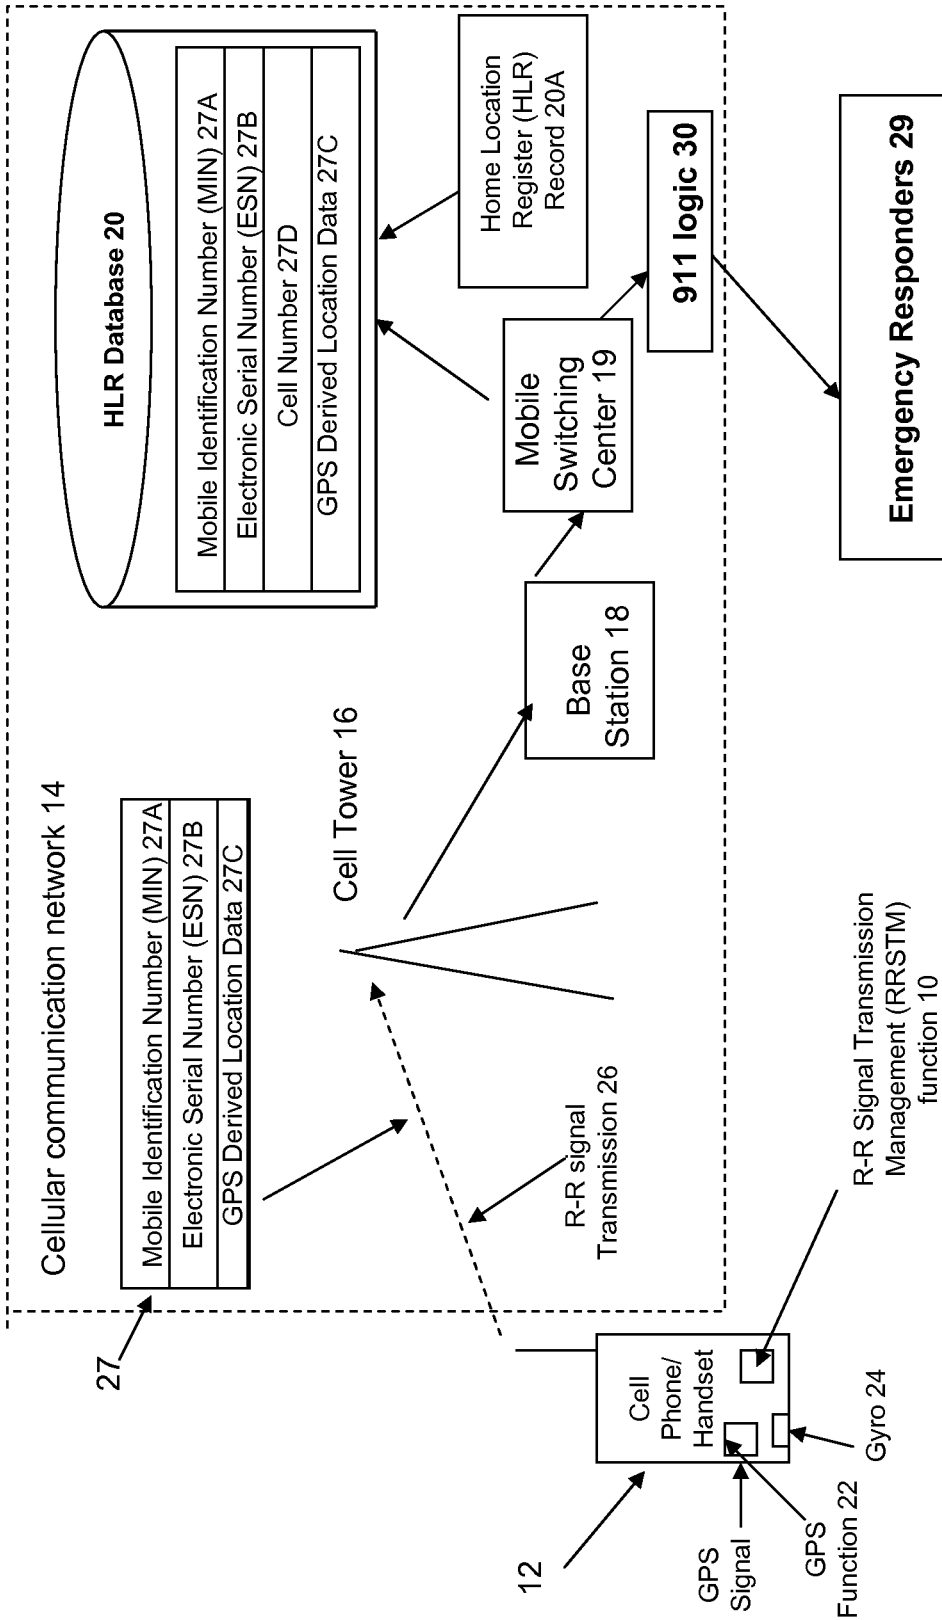 Cellular communication network 14
27
Mobile Identification Number (MIN) 27A
Electronic Serial Number (ESN) 27B
GPS Derived Location Data 27C
HLR Database 20
Mobile Identification Number (MIN) 27A
Electronic Serial Number (ESN) 27B
Cell Number 27D
GPS Derived Location Data 27C
Cell Tower 16
Home Location
Register (HLR)
Record 20A
R-R signal
Transmission 26
Base
Station 18
Mobile
Switching
Center 19
911 logic 30
12
Cell
Phone/
Handset
GPS
Signal
GPS
Function 22
Gyro 24
R-R Signal Transmission
Management (RRSTM)
function 10
Emergency Responders 29